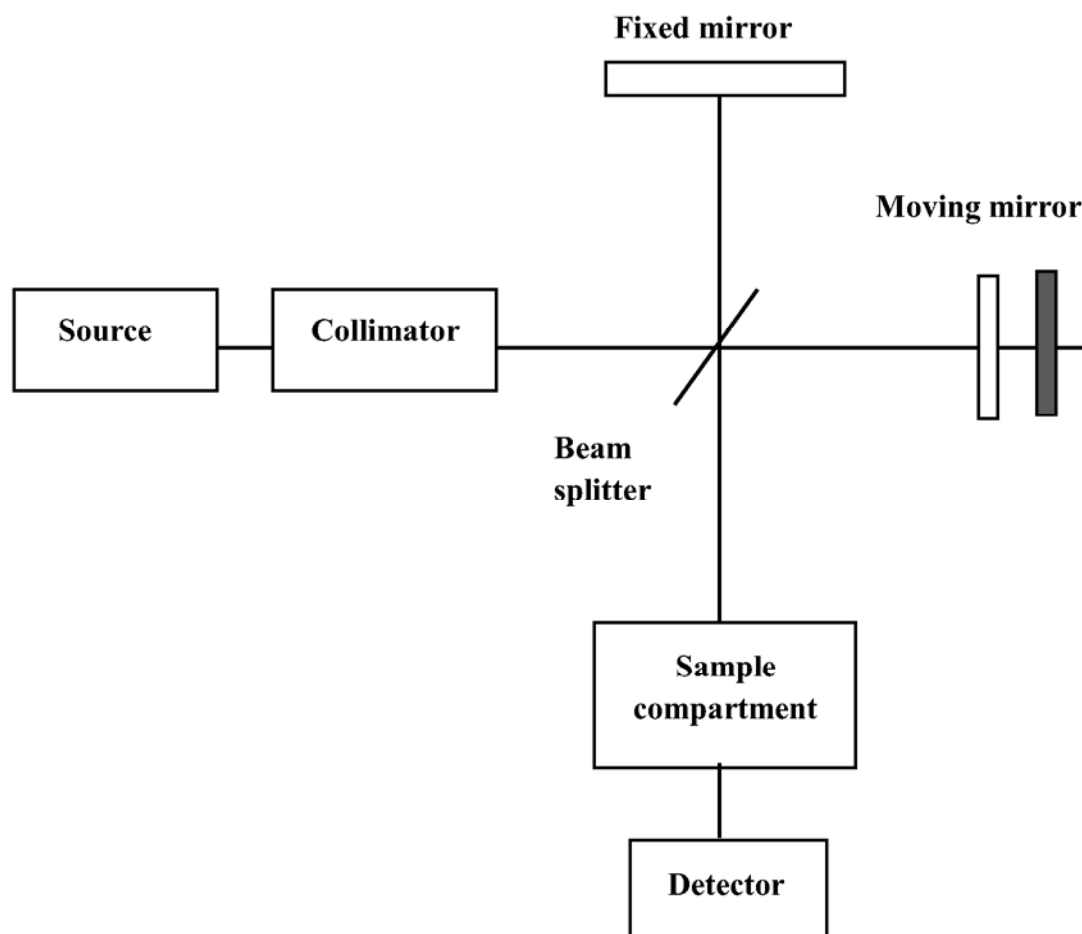 Fixed mirror
Moving mirror
Source
Collimator
Beam
splitter
Sample
compartment
Detector